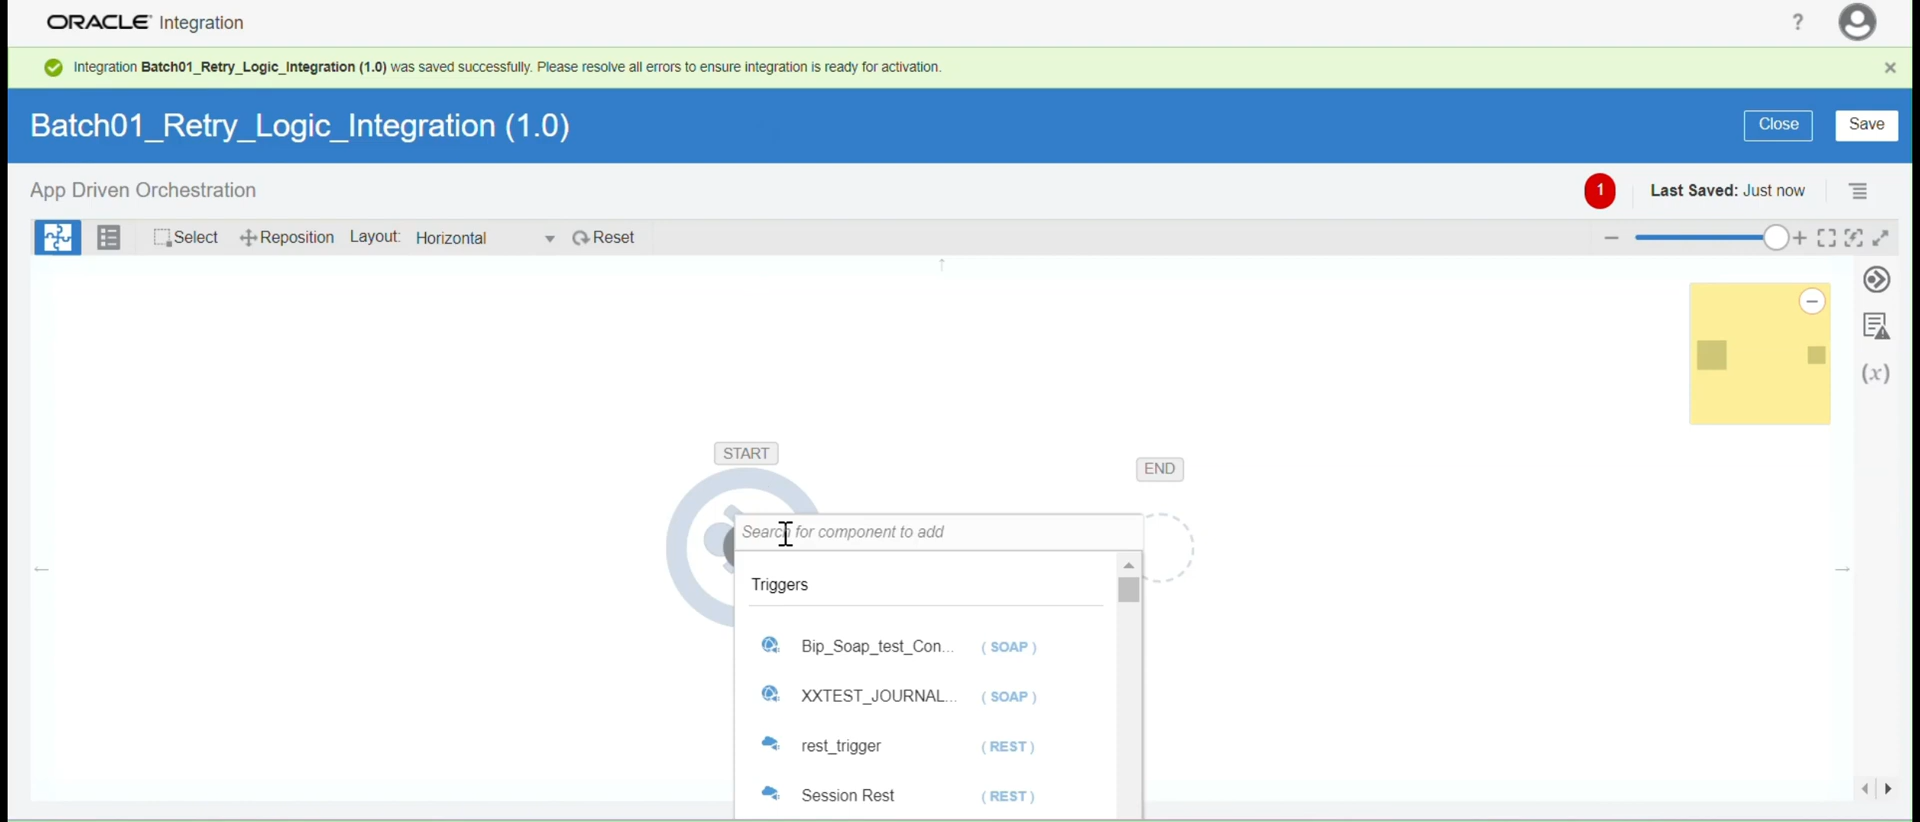 ORACLE Integration
?
Integration Batch01_Retry_Logic_Integration (1.0) was saved successfully. Please resolve all errors to ensure integration is ready for activation.
Batch01_Retry_Logic_Integration (1.0)
Close
Save
App Driven Orchestration
1
Last Saved: Just now
Select
Reposition
Layout:
Horizontal
Reset
(x)
START
END
Search for component to add
Triggers
Bip_Soap_test_Con... ( SOAP )
XXTEST_JOURNAL... ( SOAP )
rest_trigger ( REST )
Session Rest ( REST )